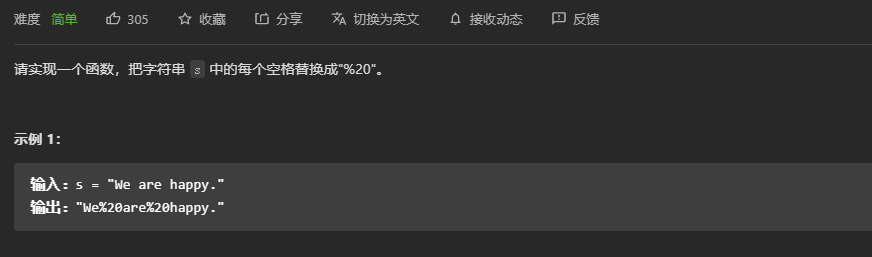 难度 简单 305 收藏 分享 切换为英文 接收动态 反馈
请实现一个函数，把字符串 s 中的每个空格替换成"%20"。
示例 1：
输入：s = "We are happy."
输出："We%20are%20happy."